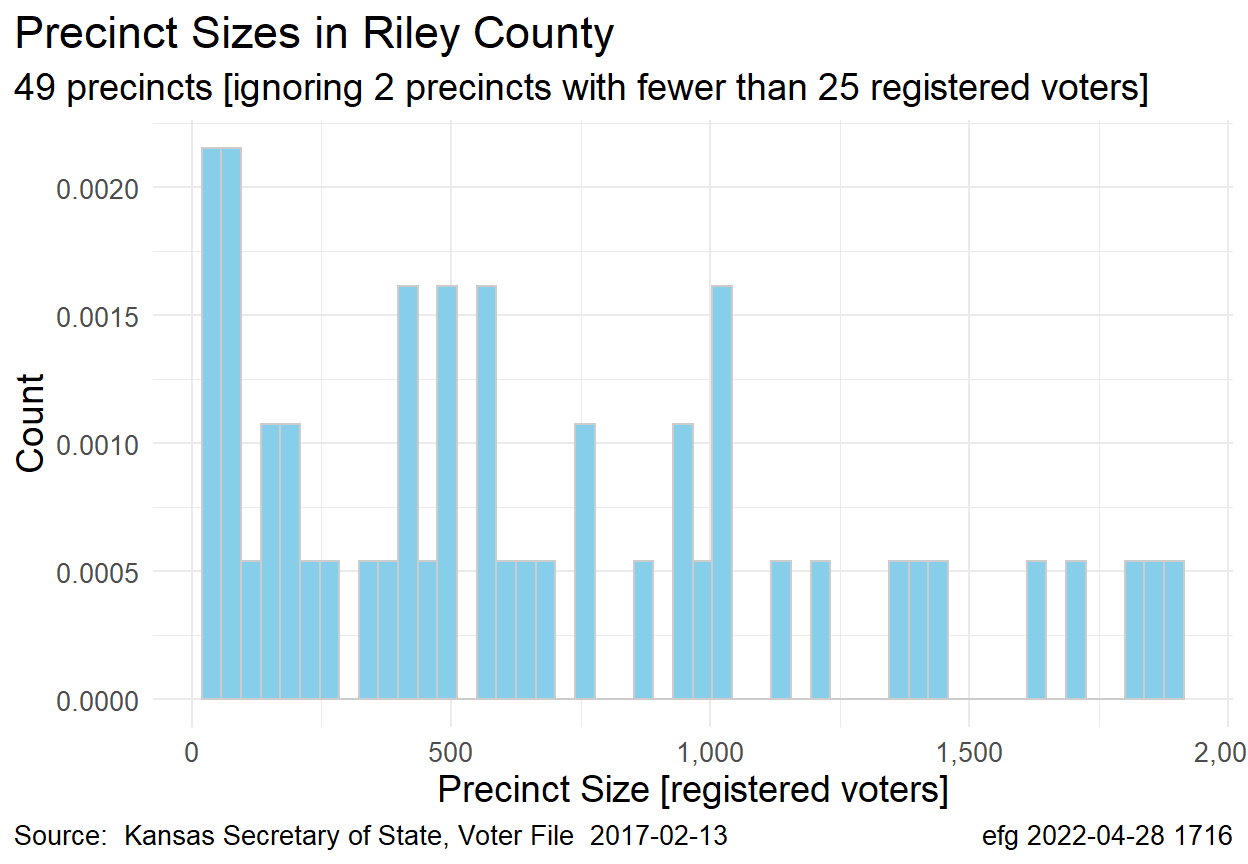 Precinct Sizes in Riley County
49 precincts [ignoring 2 precincts with fewer than 25 registered voters]
0.0020
0.0015
0.0010
0.0005
0.0000
Count
0 500 1,000 1,500 2,00
Precinct Size [registered voters]
Source:  Kansas Secretary of State, Voter File  2017-02-13 efg 2022-04-28 1716